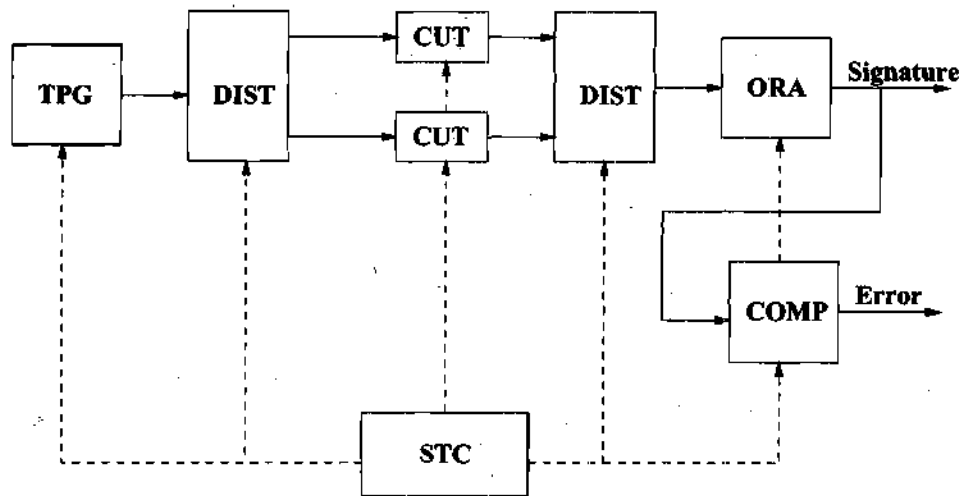 CUT
TPG
DIST
DIST
ORA
Signature
CUT
COMP
Error
STC